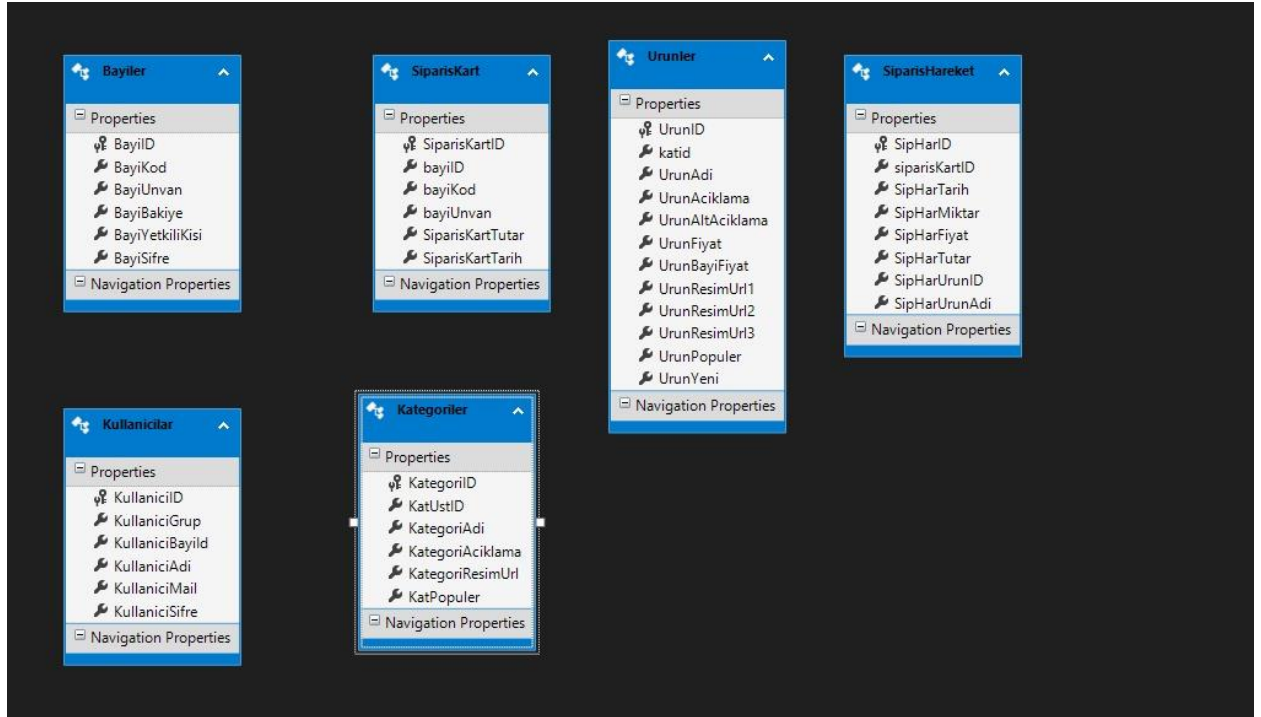 Bayiler
Properties
BayiID
BayiKod
BayiUnvan
BayiBakiye
BayiYetkiliKisi
BayiSifre
Navigation Properties
SiparisKart
Properties
SiparisKartID
bayiID
bayiKod
bayiUnvan
SiparisKartTutar
SiparisKartTarih
Navigation Properties
Urunler
Properties
UrunID
katid
UrunAdi
UrunAciklama
UrunAltAciklama
UrunFiyat
UrunBayiFiyat
UrunResimUrl1
UrunResimUrl2
UrunResimUrl3
UrunPopuler
UrunYeni
Navigation Properties
SiparisHareket
Properties
SipHarID
siparisKartID
SipHarTarih
SipHarMiktar
SipHarFiyat
SipHarTutar
SipHarUrunID
SipHarUrunAdi
Navigation Properties
Kullanicilar
Properties
KullaniciID
KullaniciGrup
KullaniciBayiId
KullaniciAdi
KullaniciMail
KullaniciSifre
Navigation Properties
Kategoriler
Properties
KategoriID
KatUstID
KategoriAdi
KategoriAciklama
KategoriResimUrl
KatPopuler
Navigation Properties